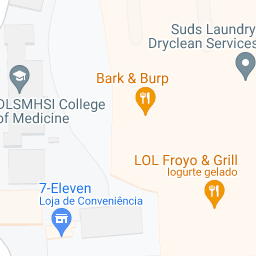 Suds Laundry
Dryclean Services
Bark & Burp
OLSMHSI College
of Medicine
LOL Froyo & Grill
Iogurte gelado
7-Eleven
Loja de Conveniência